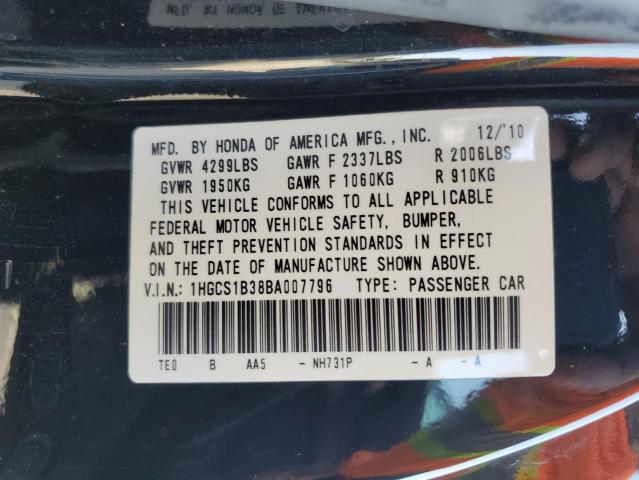 MFD. BY HONDA OF AMERICA MFG., INC. 12/'10
GVWR 4299LBS GAWR F 2337LBS R 2006LBS
GVWR 1950KG GAWR F 1060KG R 910KG
THIS VEHICLE CONFORMS TO ALL APPLICABLE
FEDERAL MOTOR VEHICLE SAFETY, BUMPER,
AND THEFT PREVENTION STANDARDS IN EFFECT
ON THE DATE OF MANUFACTURE SHOWN ABOVE.
V.I.N.: 1HGCS1B38BA007796 TYPE: PASSENGER CAR
TE0 B AA5 - NH731P - A - A